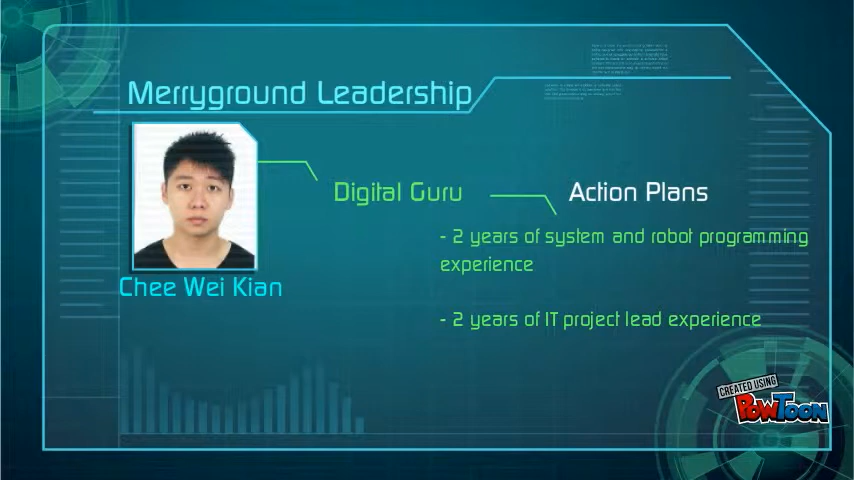 Merryground Leadership
Digital Guru
Action Plans
- 2 years of system and robot programming
experience
Chee Wei Kian
- 2 years of IT project lead experience
CREATED USING
POWTOON